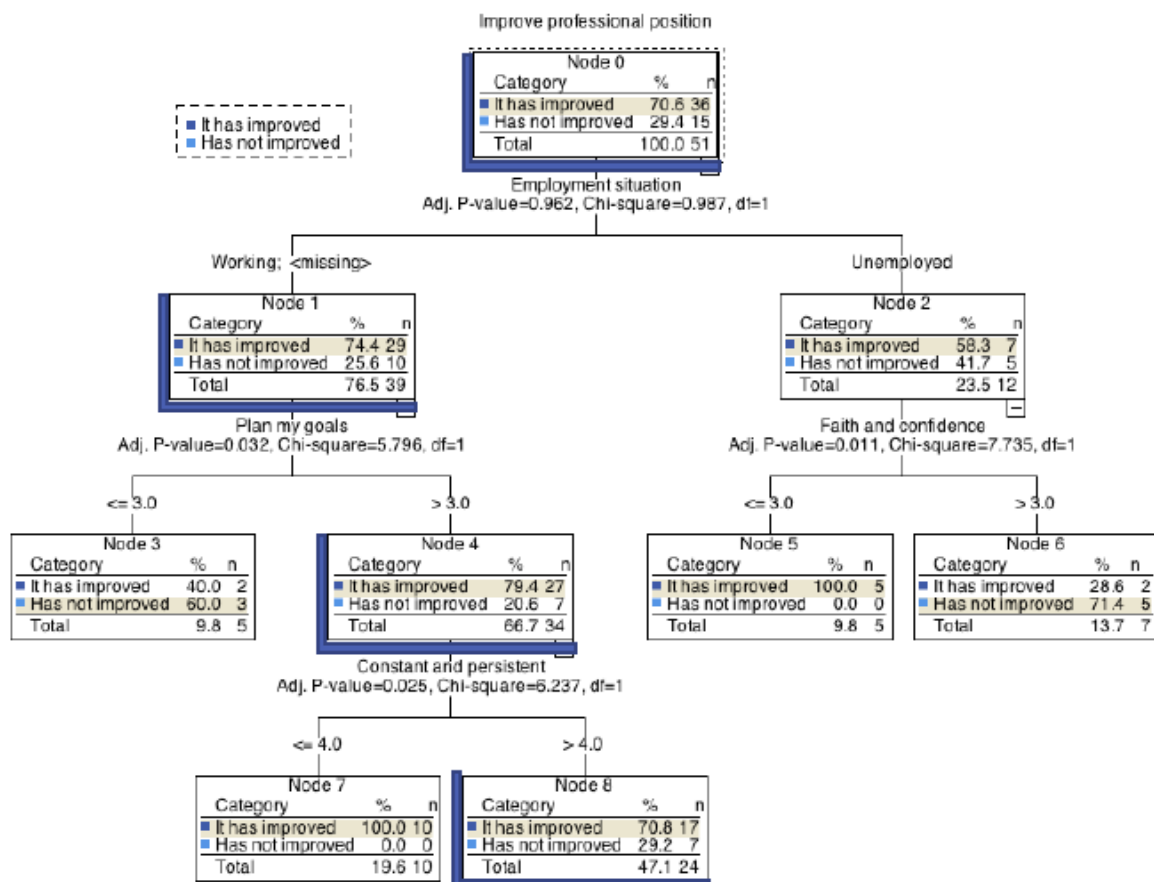 Improve professional position
Node 0
Category % n
It has improved 70.6 36
Has not improved 29.4 15
Total 100.0 51
It has improved
Has not improved
Employment situation
Adj. P-value=0.962, Chi-square=0.987, df=1
Working; <missing>
Unemployed
Node 1
Category % n
It has improved 74.4 29
Has not improved 25.6 10
Total 76.5 39
Node 2
Category % n
It has improved 58.3 7
Has not improved 41.7 5
Total 23.5 12
Plan my goals
Adj. P-value=0.032, Chi-square=5.796, df=1
Faith and confidence
Adj. P-value=0.011, Chi-square=7.735, df=1
<= 3.0
> 3.0
<= 3.0
> 3.0
Node 3
Category % n
It has improved 40.0 2
Has not improved 60.0 3
Total 9.8 5
Node 4
Category % n
It has improved 79.4 27
Has not improved 20.6 7
Total 66.7 34
Node 5
Category % n
It has improved 100.0 5
Has not improved 0.0 0
Total 9.8 5
Node 6
Category % n
It has improved 28.6 2
Has not improved 71.4 5
Total 13.7 7
Constant and persistent
Adj. P-value=0.025, Chi-square=6.237, df=1
<= 4.0
> 4.0
Node 7
Category % n
It has improved 100.0 10
Has not improved 0.0 0
Total 19.6 10
Node 8
Category % n
It has improved 70.8 17
Has not improved 29.2 7
Total 47.1 24